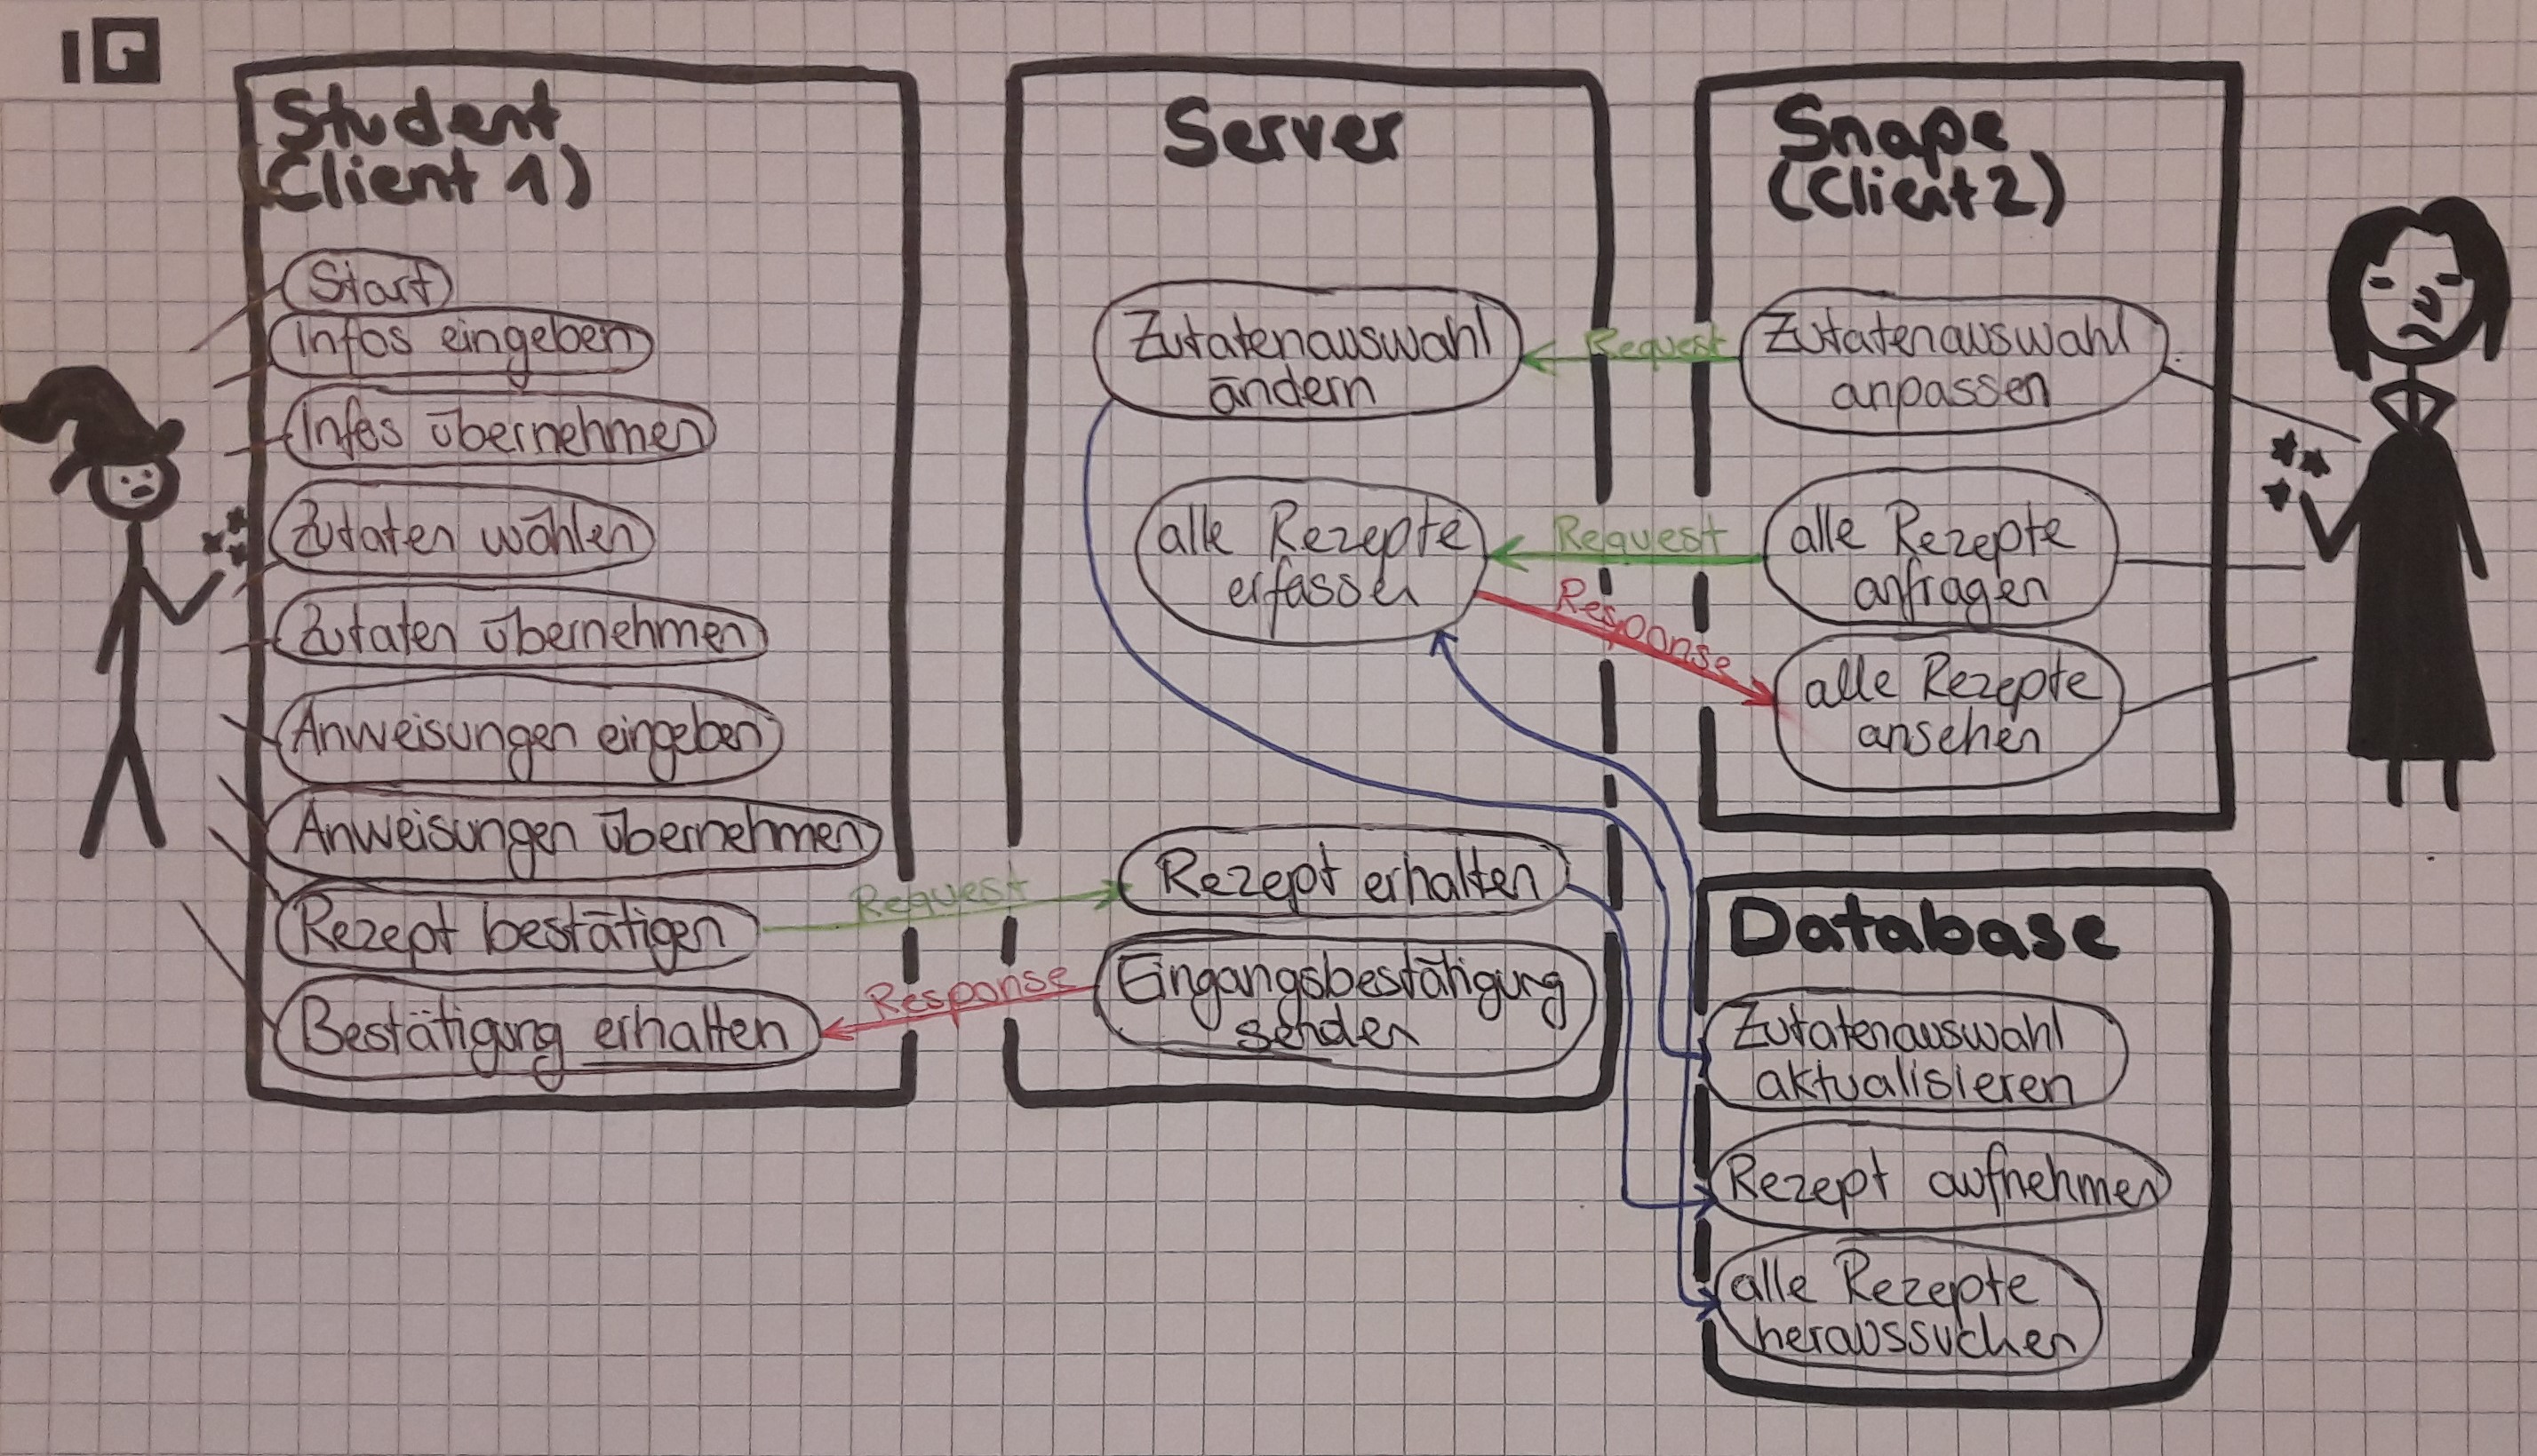 Student
(Client 1)
Start
Infos eingeben
Infos übernehmen
Zutaten wählen
Zutaten übernehmen
Anweisungen eingeben
Anweisungen übernehmen
Rezept bestätigen
Bestätigung erhalten
Request
Response
Server
Zutatenauswahl
ändern
alle Rezepte
erfassen
Rezept erhalten
Eingangsbestätigung
senden
Request
Request
Response
Snape
(Client 2)
Zutatenauswahl
anpassen
alle Rezepte
anfragen
alle Rezepte
ansehen
Database
Zutatenauswahl
aktualisieren
Rezept aufnehmen
alle Rezepte
heraussuchen